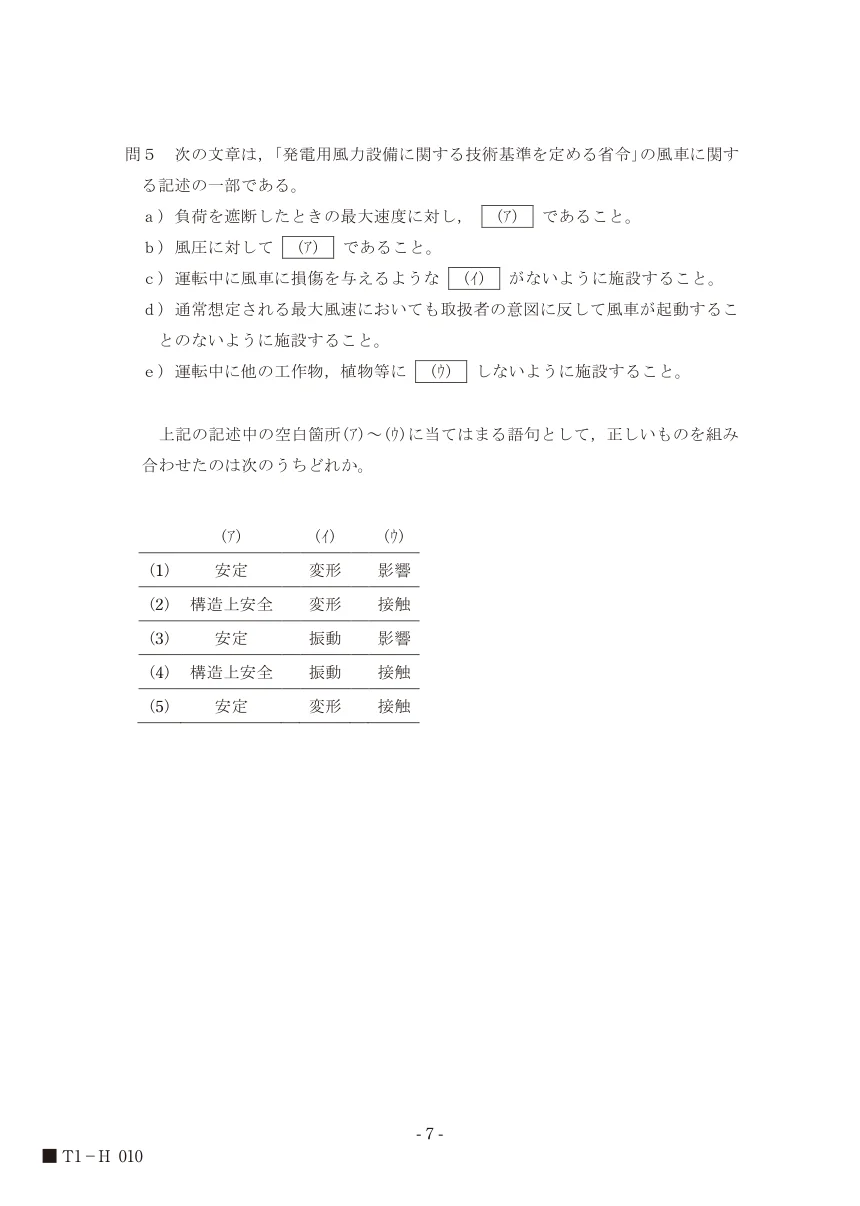 問５　次の文章は，「発電用風力設備に関する技術基準を定める省令」の風車に関す
る記述の一部である。
ａ）負荷を遮断したときの最大速度に対し，　(ｱ)　であること。
ｂ）風圧に対して　(ｱ)　であること。
ｃ）運転中に風車に損傷を与えるような　(ｲ)　がないように施設すること。
ｄ）通常想定される最大風速においても取扱者の意図に反して風車が起動するこ
とのないように施設すること。
ｅ）運転中に他の工作物，植物等に　(ｳ)　しないように施設すること。
上記の記述中の空白箇所(ｱ)～(ｳ)に当てはまる語句として，正しいものを組み
合わせたのは次のうちどれか。
(ｱ)　(ｲ)　(ｳ)
(1)　安定　変形　影響
(2)　構造上安全　変形　接触
(3)　安定　振動　影響
(4)　構造上安全　振動　接触
(5)　安定　変形　接触
- 7 -
■ T1－H 010